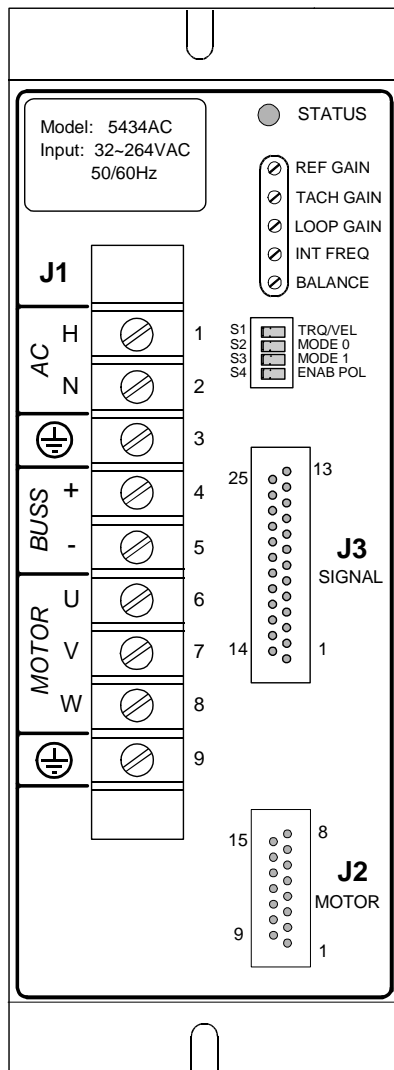 Model: 5434AC
Input: 32~264VAC
50/60Hz
STATUS
REF GAIN
TACH GAIN
LOOP GAIN
INT FREQ
BALANCE
J1
AC
H
1
N
2
3
BUSS
+
4
-
5
MOTOR
U
6
V
7
W
8
9
S1 TRQ/VEL
S2 MODE 0
S3 MODE 1
S4 ENAB POL
25
13
J3
SIGNAL
14
1
15
8
J2
MOTOR
9
1